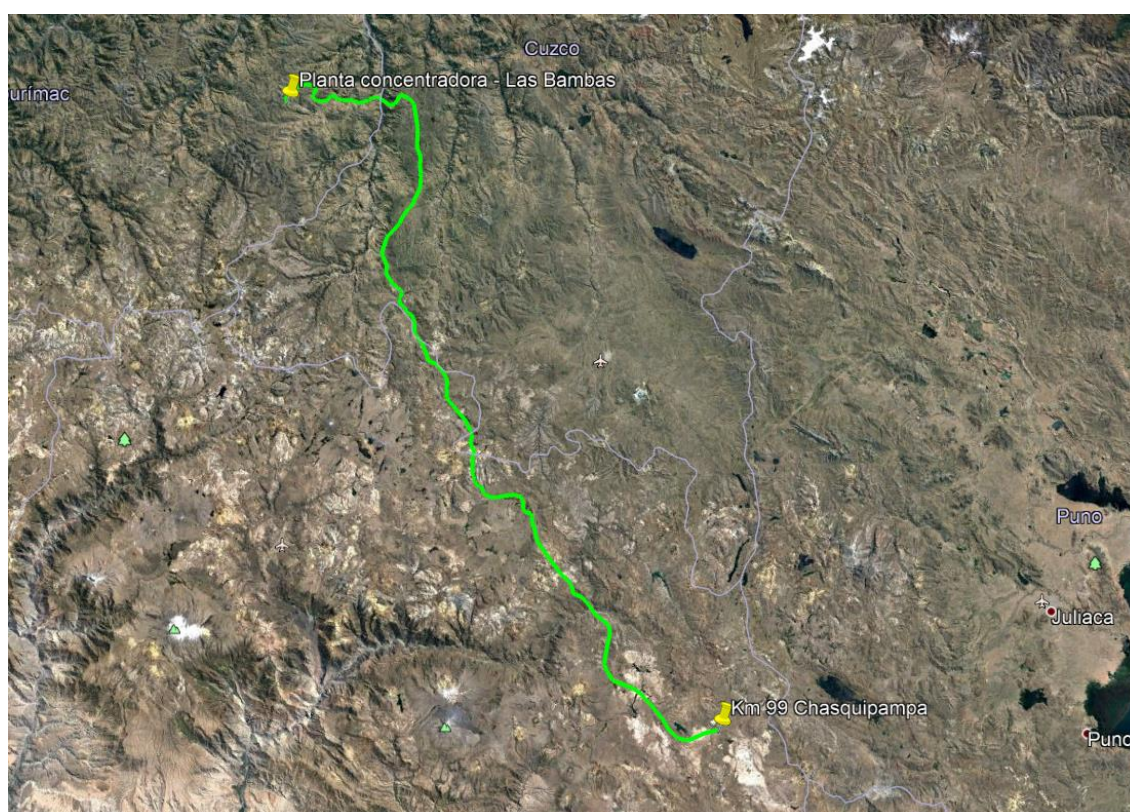 Cuzco
Planta concentradora - Las Bambas
urímac
Puno
Juliaca
Km 99 Chasquipampa
Puno